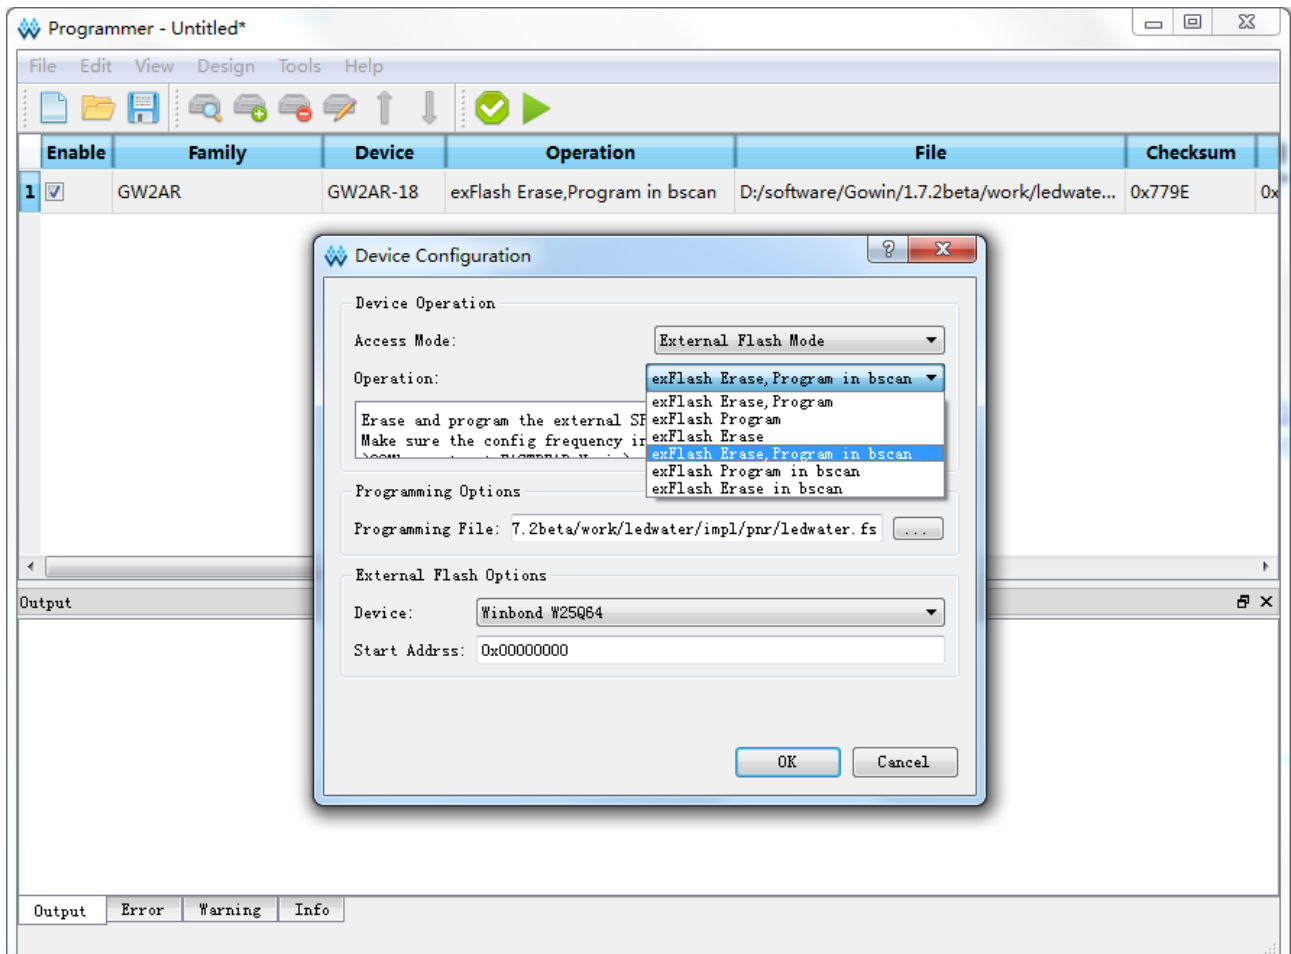 Programmer - Untitled*
File Edit View Design Tools Help
Enable Family Device Operation File Checksum
1 GW2AR GW2AR-18 exFlash Erase,Program in bscan D:/software/Gowin/1.7.2beta/work/ledwate... 0x779E 0x
Device Configuration
?
Device Operation
Access Mode: External Flash Mode
Operation: exFlash Erase,Program in bscan
exFlash Erase,Program
exFlash Program
exFlash Erase
exFlash Erase,Program in bscan
exFlash Program in bscan
exFlash Erase in bscan
Erase and program the external
Make sure the config frequency
Programming Options
Programming File: 7.2beta/work/ledwater/impl/pnr/ledwater.fs ...
External Flash Options
Device: Winbond W25Q64
Start Addrss: 0x00000000
OK Cancel
Output
Output Error Warning Info